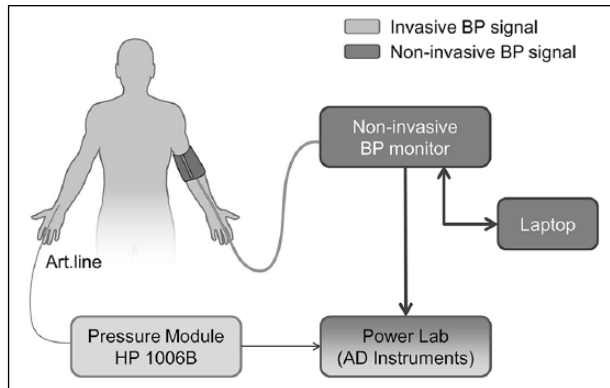 Invasive BP signal
Non-invasive BP signal
Non-invasive
BP monitor
Laptop
Art.line
Pressure Module
HP 1006B
Power Lab
(AD Instruments)